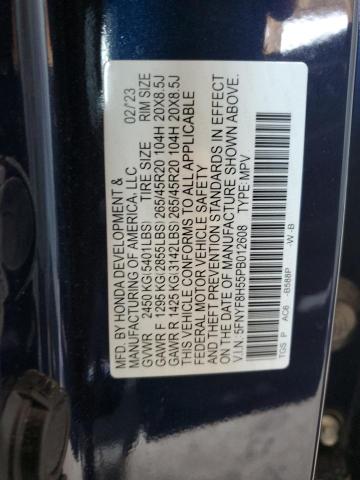 MFD. BY HONDA DEVELOPMENT &
MANUFACTURING OF AMERICA, LLC 02/23
GVWR 2450 KG(5401LBS) TIRE SIZE RIM SIZE
GAWR F 1295 KG(2855LBS) 265/45R20 104H 20X8.5J
GAWR R 1425 KG(3142LBS) 265/45R20 104H 20X8.5J
THIS VEHICLE CONFORMS TO ALL APPLICABLE
FEDERAL MOTOR VEHICLE SAFETY
AND THEFT PREVENTION STANDARDS IN EFFECT
ON THE DATE OF MANUFACTURE SHOWN ABOVE.
V.I.N. 5FNYF8H55PB012608 TYPE: MPV
TGS P AC6 -B588P -W -B